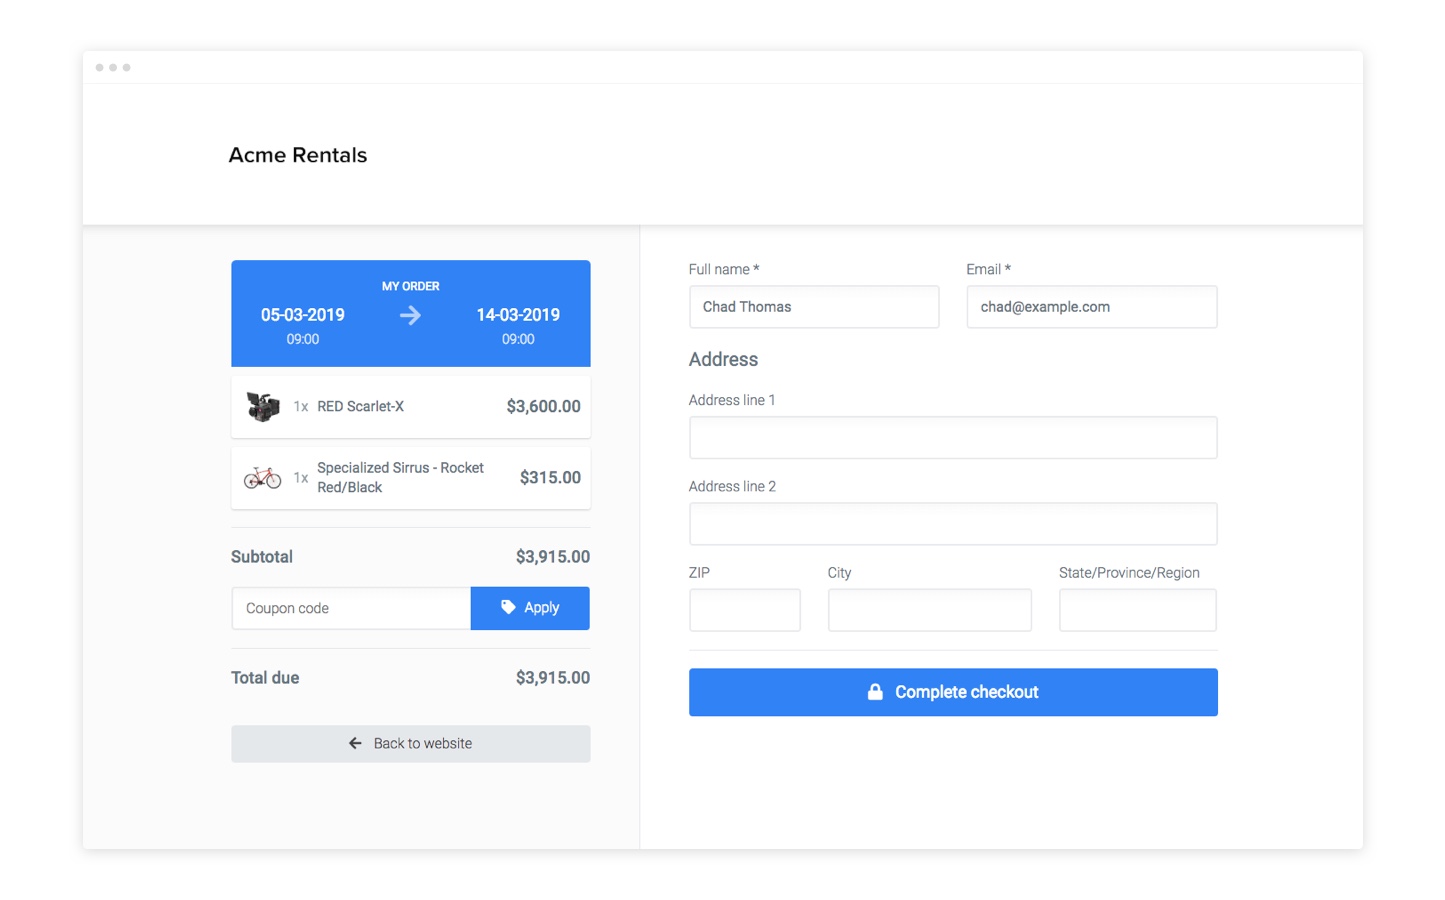 Acme Rentals
MY ORDER
05-03-2019 14-03-2019
09:00 09:00
1x RED Scarlet-X $3,600.00
1x Specialized Sirrus - Rocket
Red/Black $315.00
Subtotal $3,915.00
Coupon code Apply
Total due $3,915.00
Back to website
Full name * Email *
Chad Thomas chad@example.com
Address
Address line 1
Address line 2
ZIP City State/Province/Region
Complete checkout